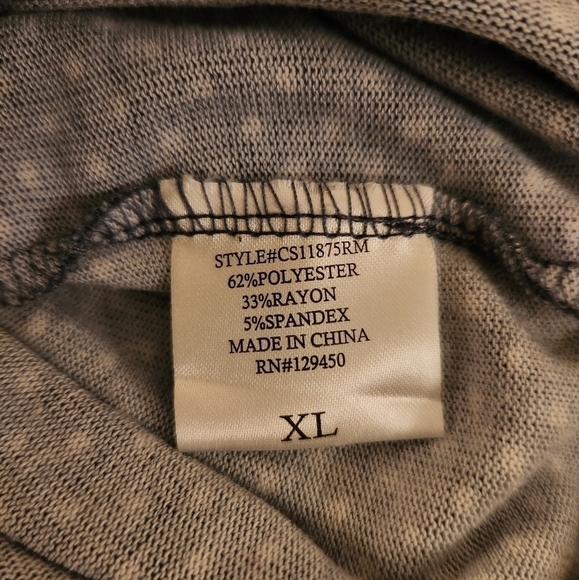 STYLE#CS11875RM
62%POLYESTER
33%RAYON
5%SPANDEX
MADE IN CHINA
RN#129450
XL